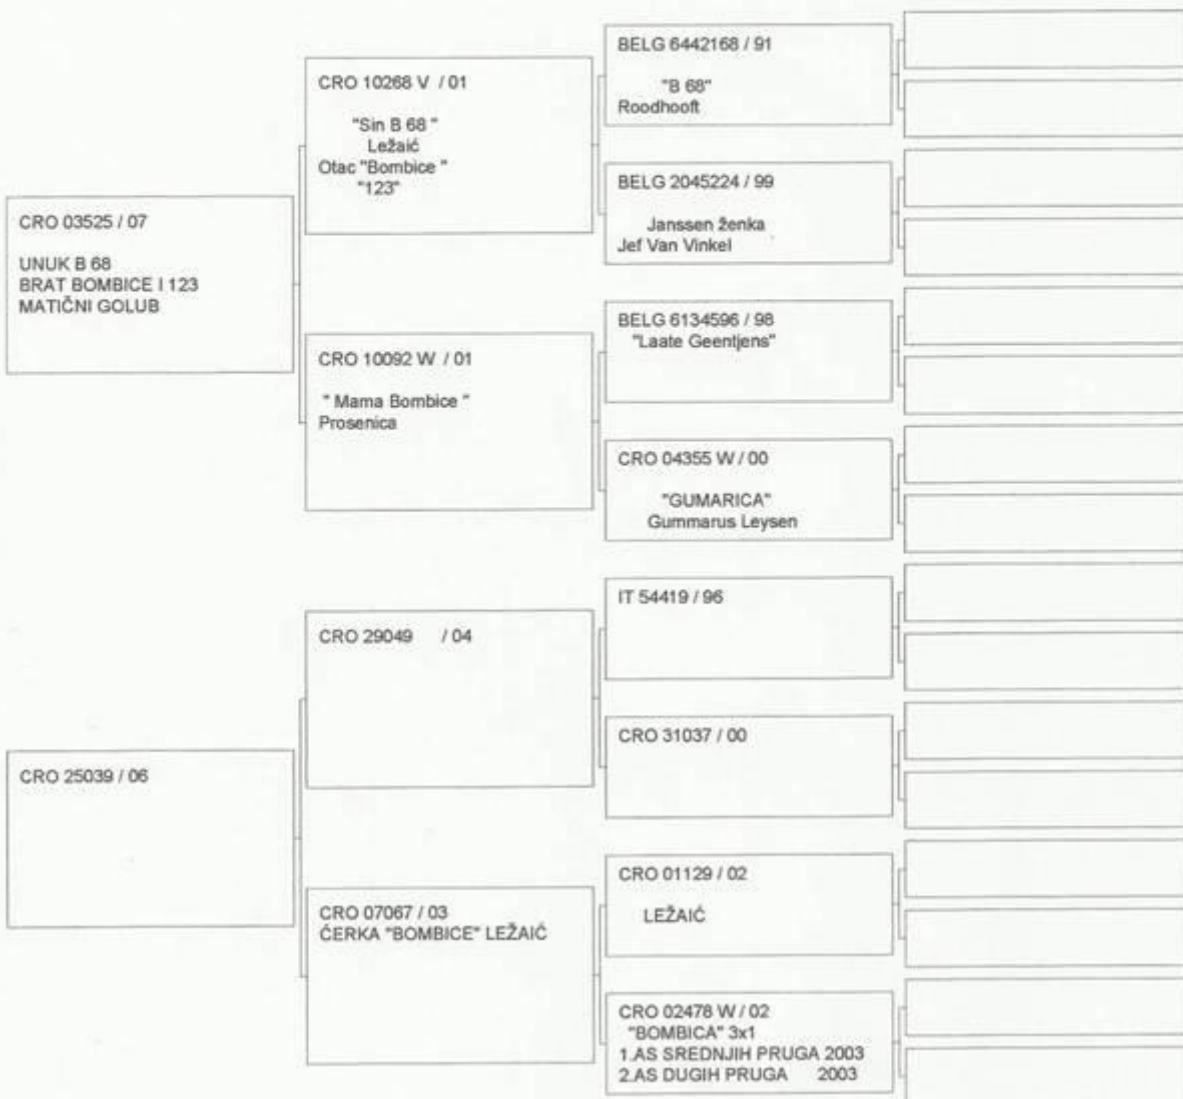 CRO 03525 / 07
UNUK B 68
BRAT BOMBICE I 123
MATIČNI GOLUB
CRO 25039 / 06
CRO 10268 V / 01
"Sin B 68 "
Ležaić
Otac "Bombice "
"123"
CRO 10092 W / 01
" Mama Bombice "
Prosenica
CRO 29049 / 04
CRO 07067 / 03
ĆERKA "BOMBICE" LEŽAIĆ
BELG 6442168 / 91
"B 68"
Roodhooft
BELG 2045224 / 99
Janssen ženka
Jef Van Vinkel
BELG 6134596 / 98
"Laate Geentjens"
CRO 04355 W / 00
"GUMARICA"
Gummarus Leysen
IT 54419 / 96
CRO 31037 / 00
CRO 01129 / 02
LEŽAIĆ
CRO 02478 W / 02
"BOMBICA" 3x1
1.AS SREDNJIH PRUGA 2003
2.AS DUGIH PRUGA 2003